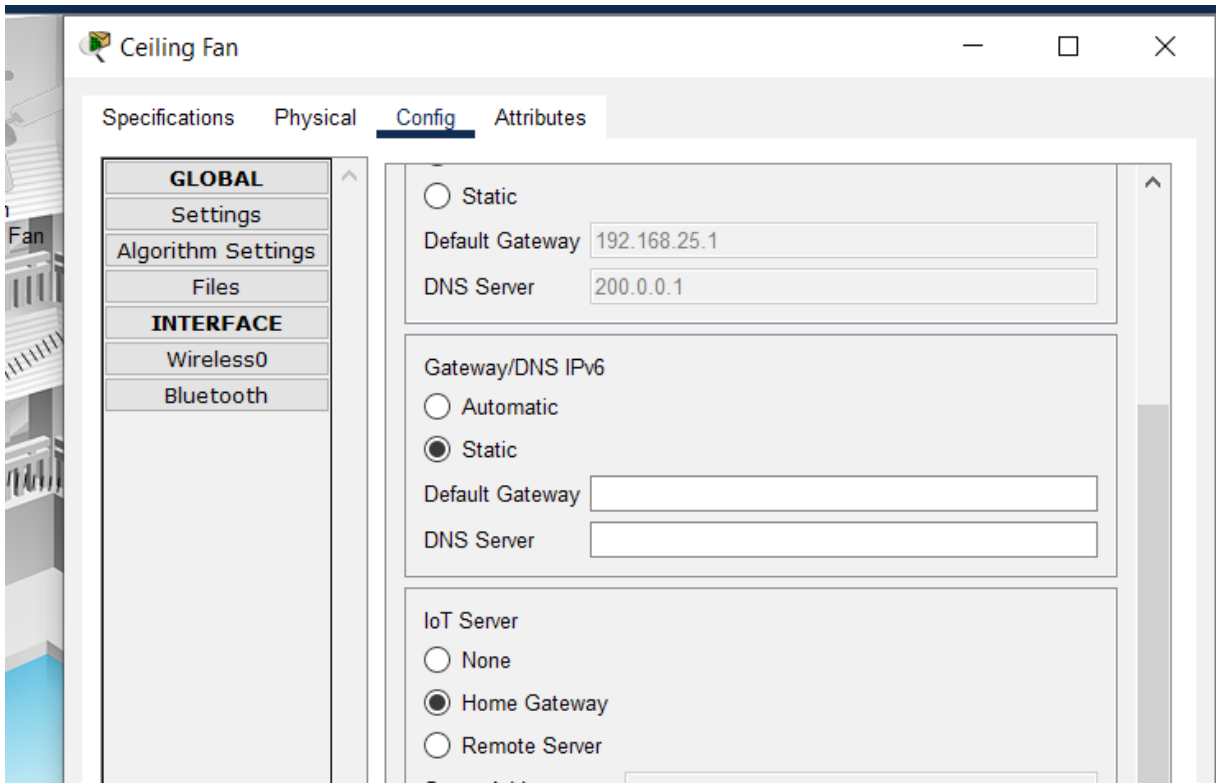 Ceiling Fan
Specifications Physical Config Attributes
Fan
GLOBAL
Settings
Algorithm Settings
Files
INTERFACE
Wireless0
Bluetooth
Static
Default Gateway 192.168.25.1
DNS Server 200.0.0.1
Gateway/DNS IPv6
Automatic
Static
Default Gateway
DNS Server
IoT Server
None
Home Gateway
Remote Server